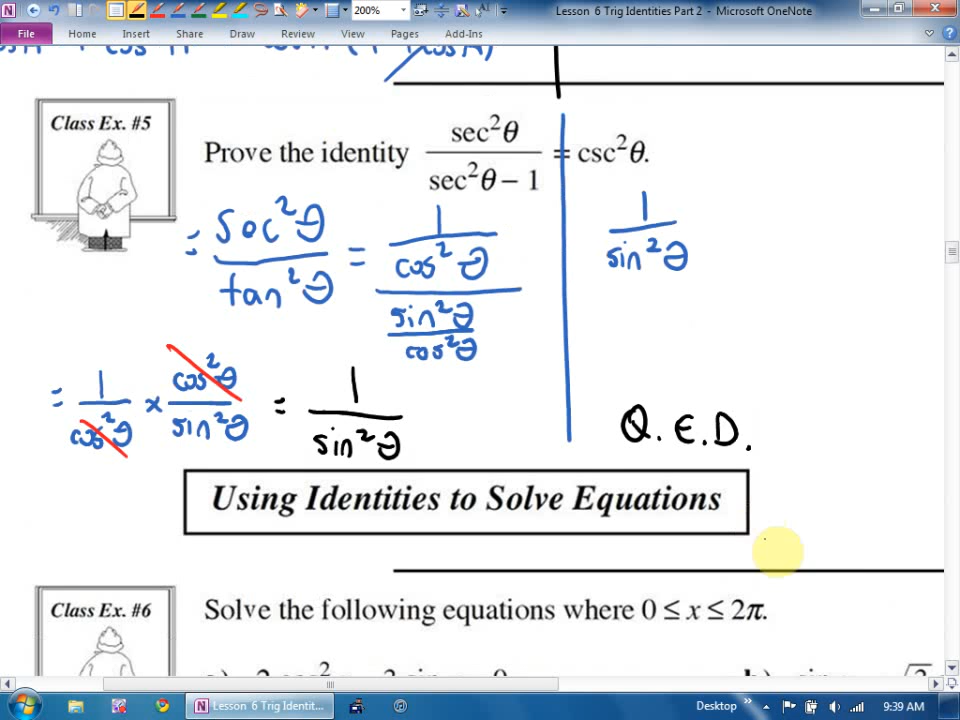 200%
Lesson 6 Trig Identities Part 2 - Microsoft OneNote
File Home Insert Share Draw Review View Pages Add-Ins
Class Ex. #5
Prove the identity sec²θ / sec²θ – 1 = csc²θ.
= sec²θ / tan²θ = 1 / cos²θ / sin²θ / cos²θ
1 / sin²θ
= 1 / cos²θ × cos²θ / sin²θ = 1 / sin²θ
Q.E.D.
Using Identities to Solve Equations
Class Ex. #6
Solve the following equations where 0 ≤ x ≤ 2π.
Lesson 6 Trig Identit...
Desktop
9:39 AM